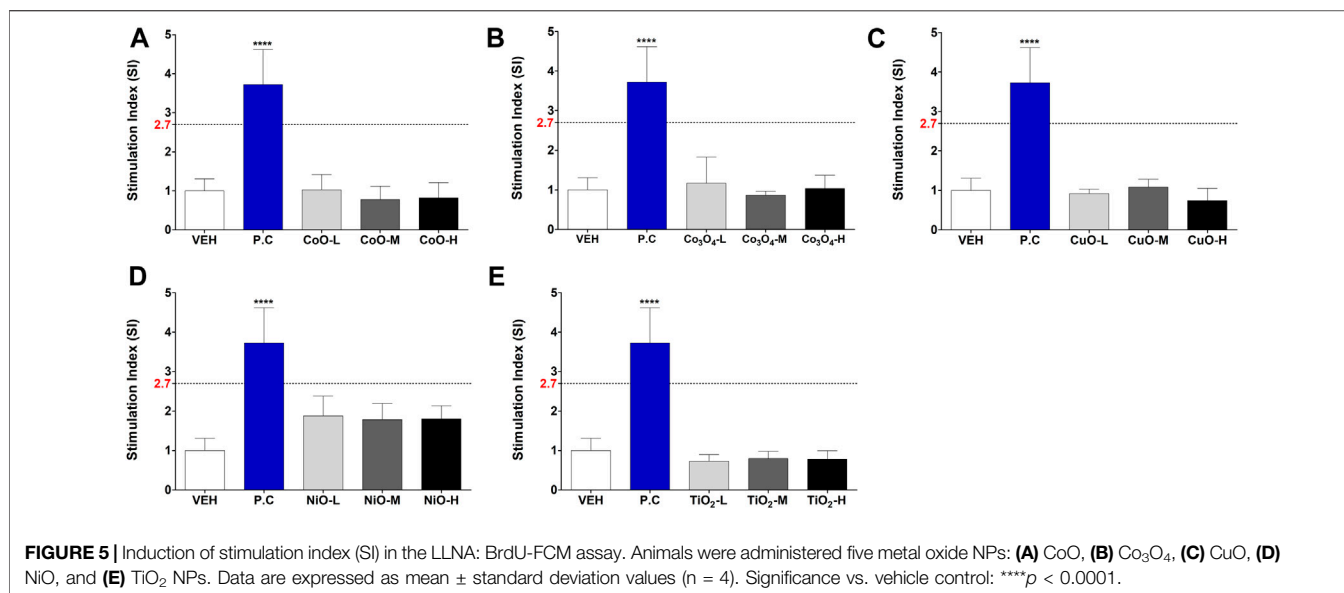 A
Stimulation Index (SI)
5
4
3
2.7
2
1
0
****
VEH P.C CoO-L CoO-M CoO-H
B
Stimulation Index (SI)
5
4
3
2.7
2
1
0
****
VEH P.C Co₃O₄-L Co₃O₄-M Co₃O₄-H
C
Stimulation Index (SI)
5
4
3
2.7
2
1
0
****
VEH P.C CuO-L CuO-M CuO-H
D
Stimulation Index (SI)
5
4
3
2.7
2
1
0
****
VEH P.C NiO-L NiO-M NiO-H
E
Stimulation Index (SI)
5
4
3
2.7
2
1
0
****
VEH P.C TiO₂-L TiO₂-M TiO₂-H
FIGURE 5 | Induction of stimulation index (SI) in the LLNA: BrdU-FCM assay. Animals were administered five metal oxide NPs: (A) CoO, (B) Co₃O₄, (C) CuO, (D)
NiO, and (E) TiO₂ NPs. Data are expressed as mean ± standard deviation values (n = 4). Significance vs. vehicle control: ****p < 0.0001.